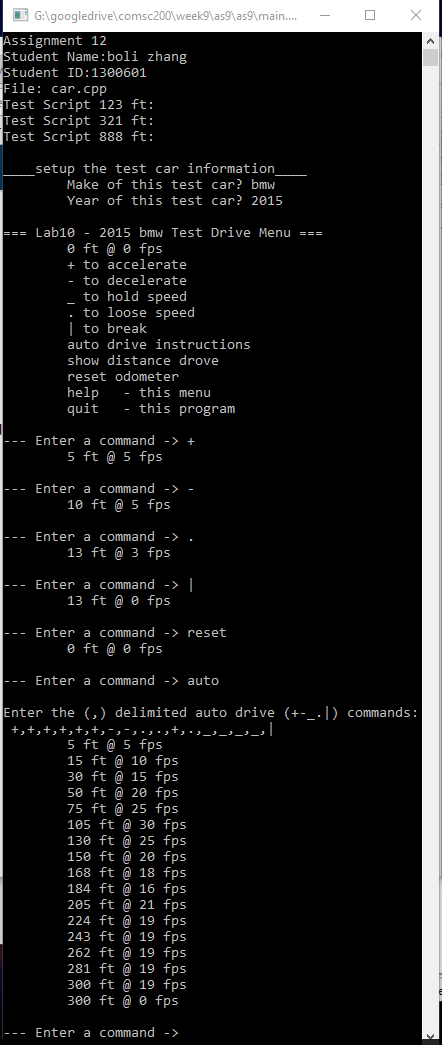 G:\googledrive\comsc200\week9\as9\as9\main....
Assignment 12
Student Name:boli zhang
Student ID:1300601
File: car.cpp
Test Script 123 ft:
Test Script 321 ft:
Test Script 888 ft:
____setup the test car information____
Make of this test car? bmw
Year of this test car? 2015
=== Lab10 - 2015 bmw Test Drive Menu ===
0 ft @ 0 fps
+ to accelerate
- to decelerate
_ to hold speed
. to loose speed
| to break
auto drive instructions
show distance drove
reset odometer
help   - this menu
quit   - this program
--- Enter a command -> +
5 ft @ 5 fps
--- Enter a command -> -
10 ft @ 5 fps
--- Enter a command -> .
13 ft @ 3 fps
--- Enter a command -> |
13 ft @ 0 fps
--- Enter a command -> reset
0 ft @ 0 fps
--- Enter a command -> auto
Enter the (,) delimited auto drive (+-_.|) commands:
+,+,+,+,+,+,-,-,.,.,+,.,_,_,_,_,|
5 ft @ 5 fps
15 ft @ 10 fps
30 ft @ 15 fps
50 ft @ 20 fps
75 ft @ 25 fps
105 ft @ 30 fps
130 ft @ 25 fps
150 ft @ 20 fps
168 ft @ 18 fps
184 ft @ 16 fps
205 ft @ 21 fps
224 ft @ 19 fps
243 ft @ 19 fps
262 ft @ 19 fps
281 ft @ 19 fps
300 ft @ 19 fps
300 ft @ 0 fps
--- Enter a command ->